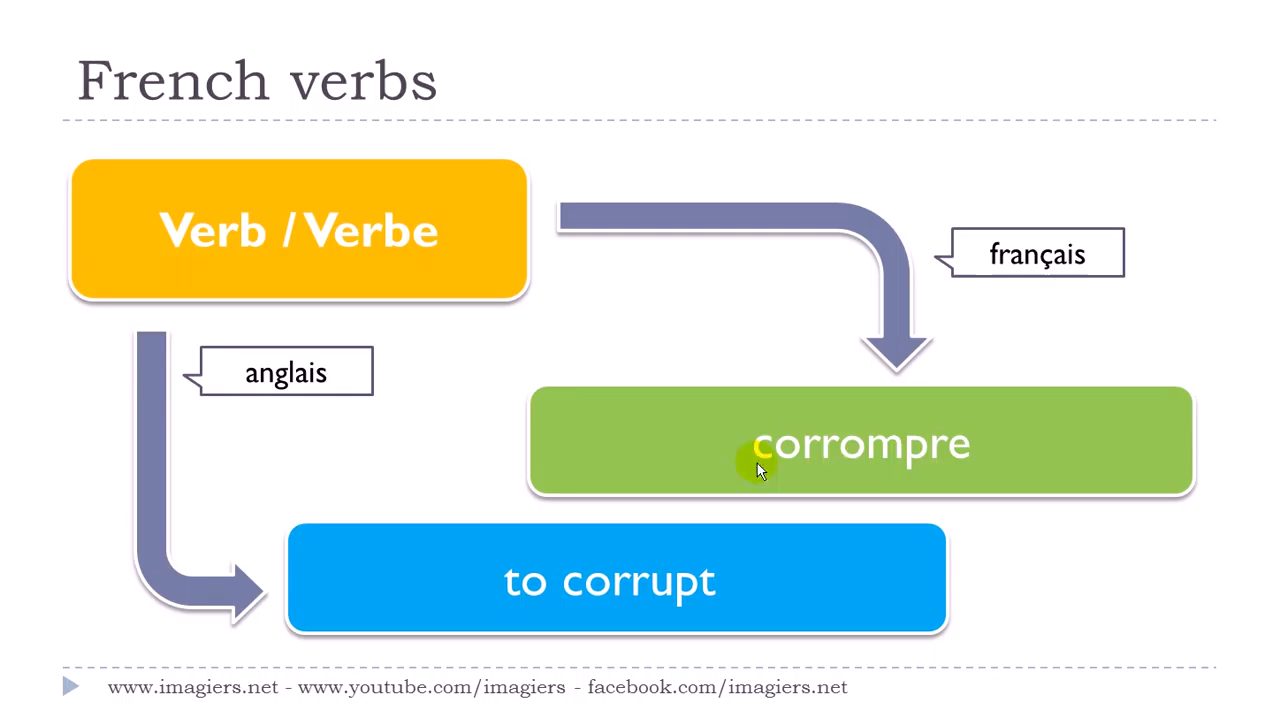 French verbs
Verb / Verbe
français
anglais
corrompre
to corrupt
www.imagiers.net - www.youtube.com/imagiers - facebook.com/imagiers.net